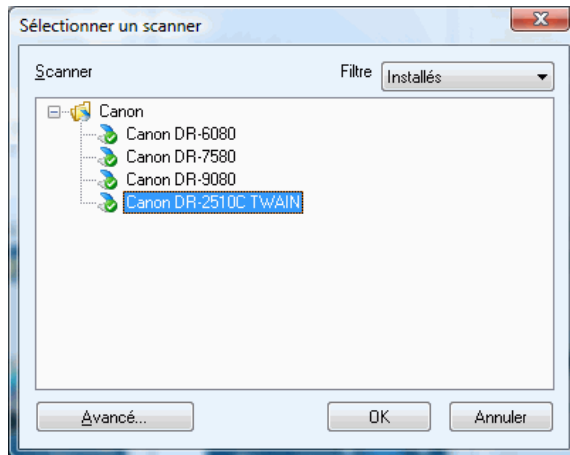 Sélectionner un scanner
Scanner Filtre Installés
Canon
Canon DR-6080
Canon DR-7580
Canon DR-9080
Canon DR-2510C TWAIN
Avancé... OK Annuler